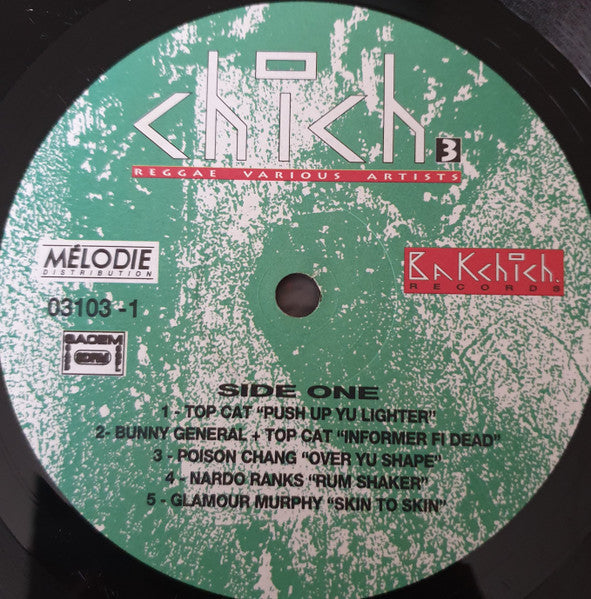 chich 3
REGGAE VARIOUS ARTISTS
MÉLODIE
DISTRIBUTION
BAKchich.
RECORDS
03103-1
SACEM
SIDE ONE
1 - TOP CAT "PUSH UP YU LIGHTER"
2- BUNNY GENERAL + TOP CAT "INFORMER FI DEAD"
3 - POISON CHANG "OVER YU SHAPE"
4 - NARDO RANKS "RUM SHAKER"
5 - GLAMOUR MURPHY "SKIN TO SKIN"